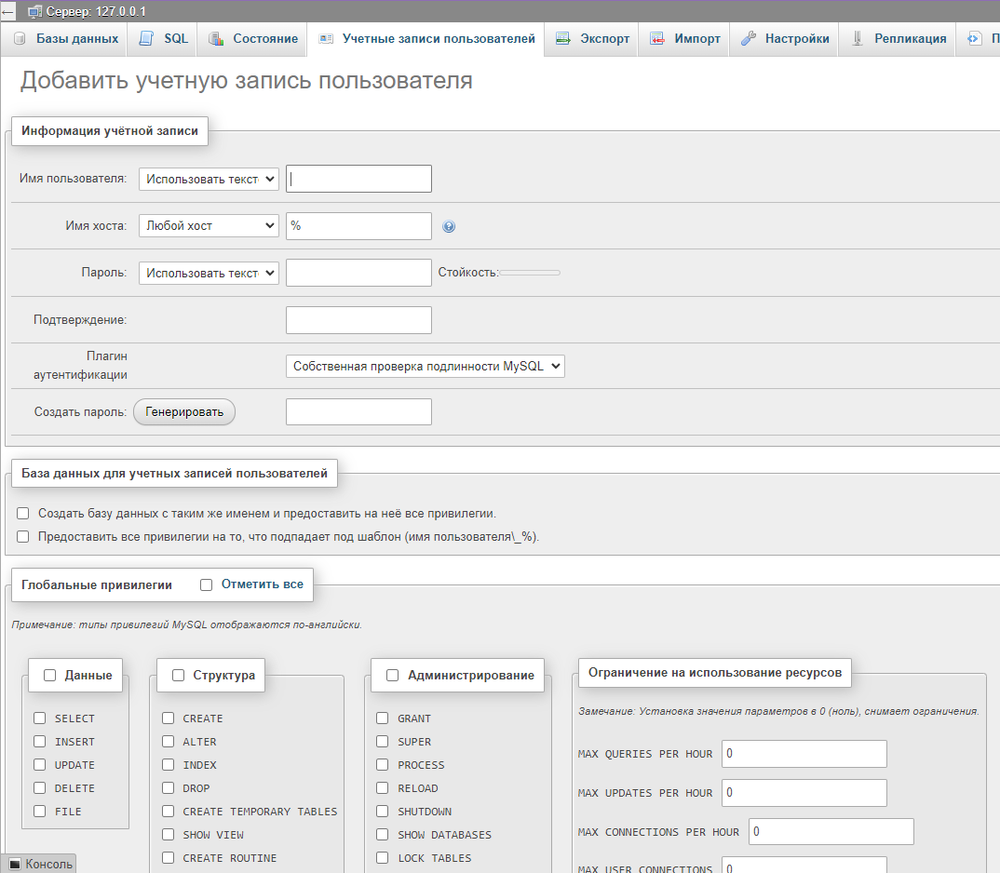 Сервер: 127.0.0.1
Базы данных SQL Состояние Учетные записи пользователей Экспорт Импорт Настройки Репликация
Добавить учетную запись пользователя
Информация учётной записи
Имя пользователя: Использовать текст
Имя хоста: Любой хост %
Пароль: Использовать текст Стойкость:
Подтверждение:
Плагин
аутентификации
Собственная проверка подлинности MySQL
Создать пароль: Генерировать
База данных для учетных записей пользователей
Создать базу данных с таким же именем и предоставить на неё все привилегии.
Предоставить все привилегии на то, что подпадает под шаблон (имя пользователя\_%).
Глобальные привилегии Отметить все
Примечание: типы привилегий MySQL отображаются по-английски.
Данные
SELECT
INSERT
UPDATE
DELETE
FILE
Структура
CREATE
ALTER
INDEX
DROP
CREATE TEMPORARY TABLES
SHOW VIEW
CREATE ROUTINE
Администрирование
GRANT
SUPER
PROCESS
RELOAD
SHUTDOWN
SHOW DATABASES
LOCK TABLES
Ограничение на использование ресурсов
Замечание: Установка значения параметров в 0 (ноль), снимает ограничения.
MAX QUERIES PER HOUR 0
MAX UPDATES PER HOUR 0
MAX CONNECTIONS PER HOUR 0
MAX USER_CONNECTIONS 0
Консоль